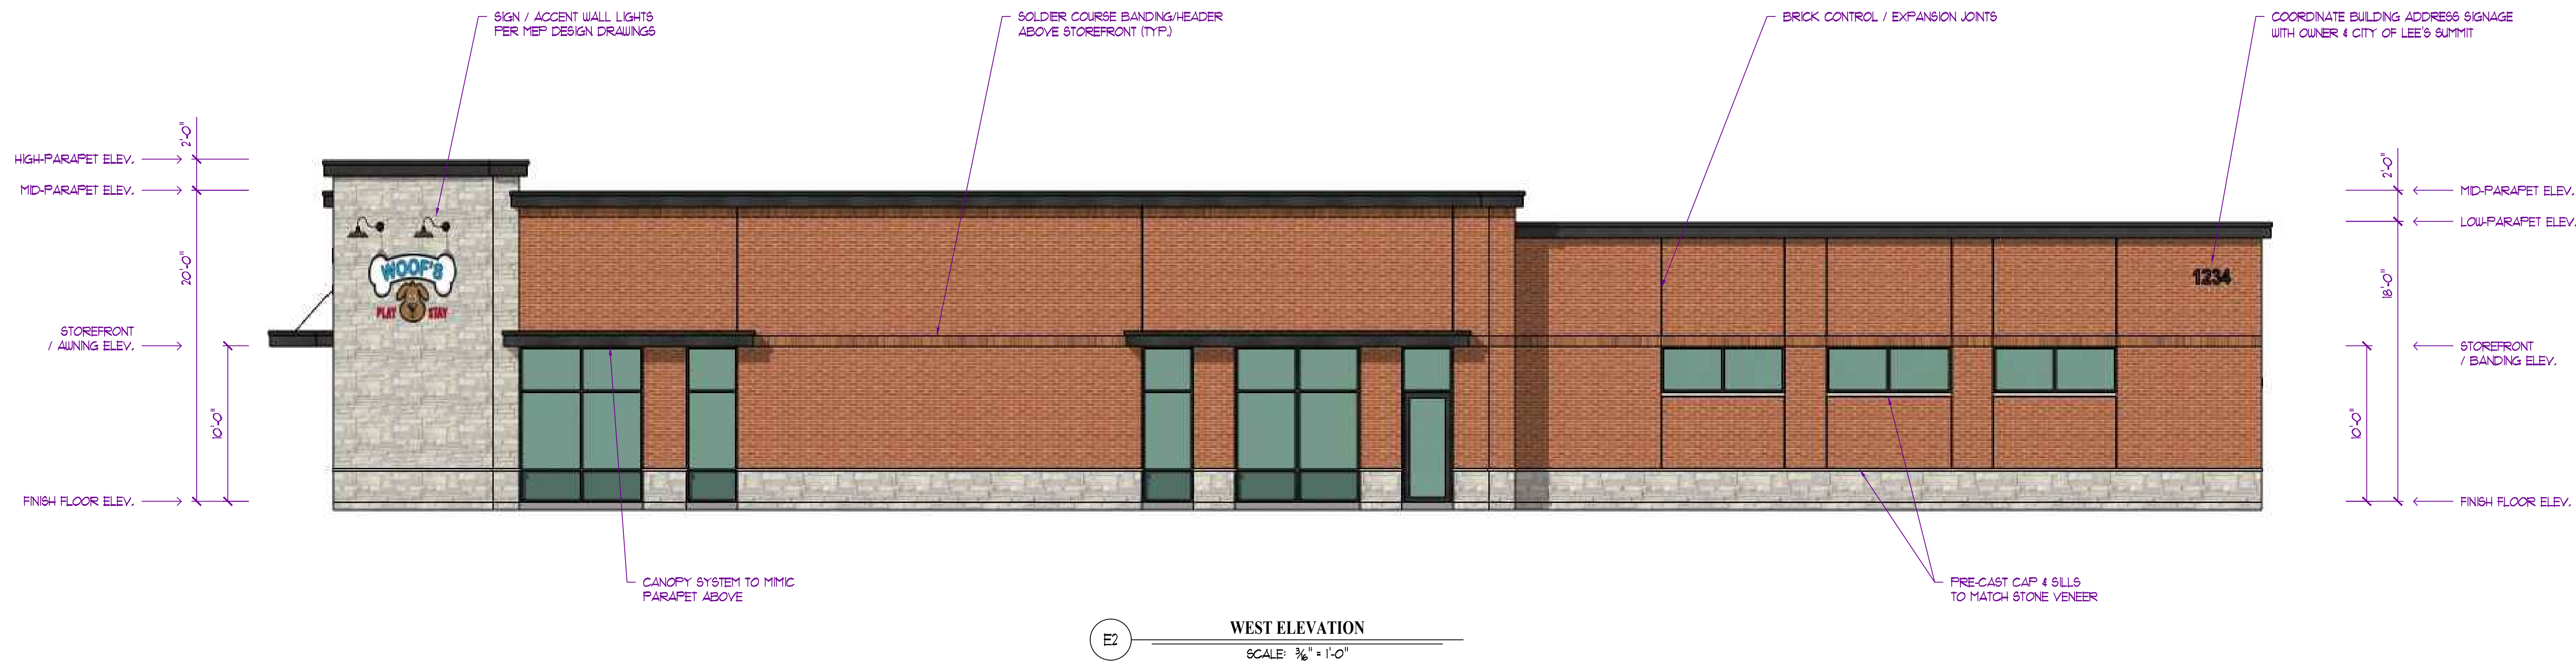 SIGN / ACCENT WALL LIGHTS
PER MEP DESIGN DRAWINGS
SOLDIER COURSE BANDING/HEADER
ABOVE STOREFRONT (TYP.)
BRICK CONTROL / EXPANSION JOINTS
COORDINATE BUILDING ADDRESS SIGNAGE
WITH OWNER & CITY OF LEE'S SUMMIT
2'-0"
HIGH-PARAPET ELEV.
MID-PARAPET ELEV.
20'-0"
STOREFRONT
/ AWNING ELEV.
10'-0"
FINISH FLOOR ELEV.
WOOF'S
PLAY STAY
1234
2'-0"
MID-PARAPET ELEV.
LOW-PARAPET ELEV.
18'-0"
STOREFRONT
/ BANDING ELEV.
10'-0"
FINISH FLOOR ELEV.
CANOPY SYSTEM TO MIMIC
PARAPET ABOVE
PRE-CAST CAP & SILLS
TO MATCH STONE VENEER
E2
WEST ELEVATION
SCALE: 3/16" = 1'-0"